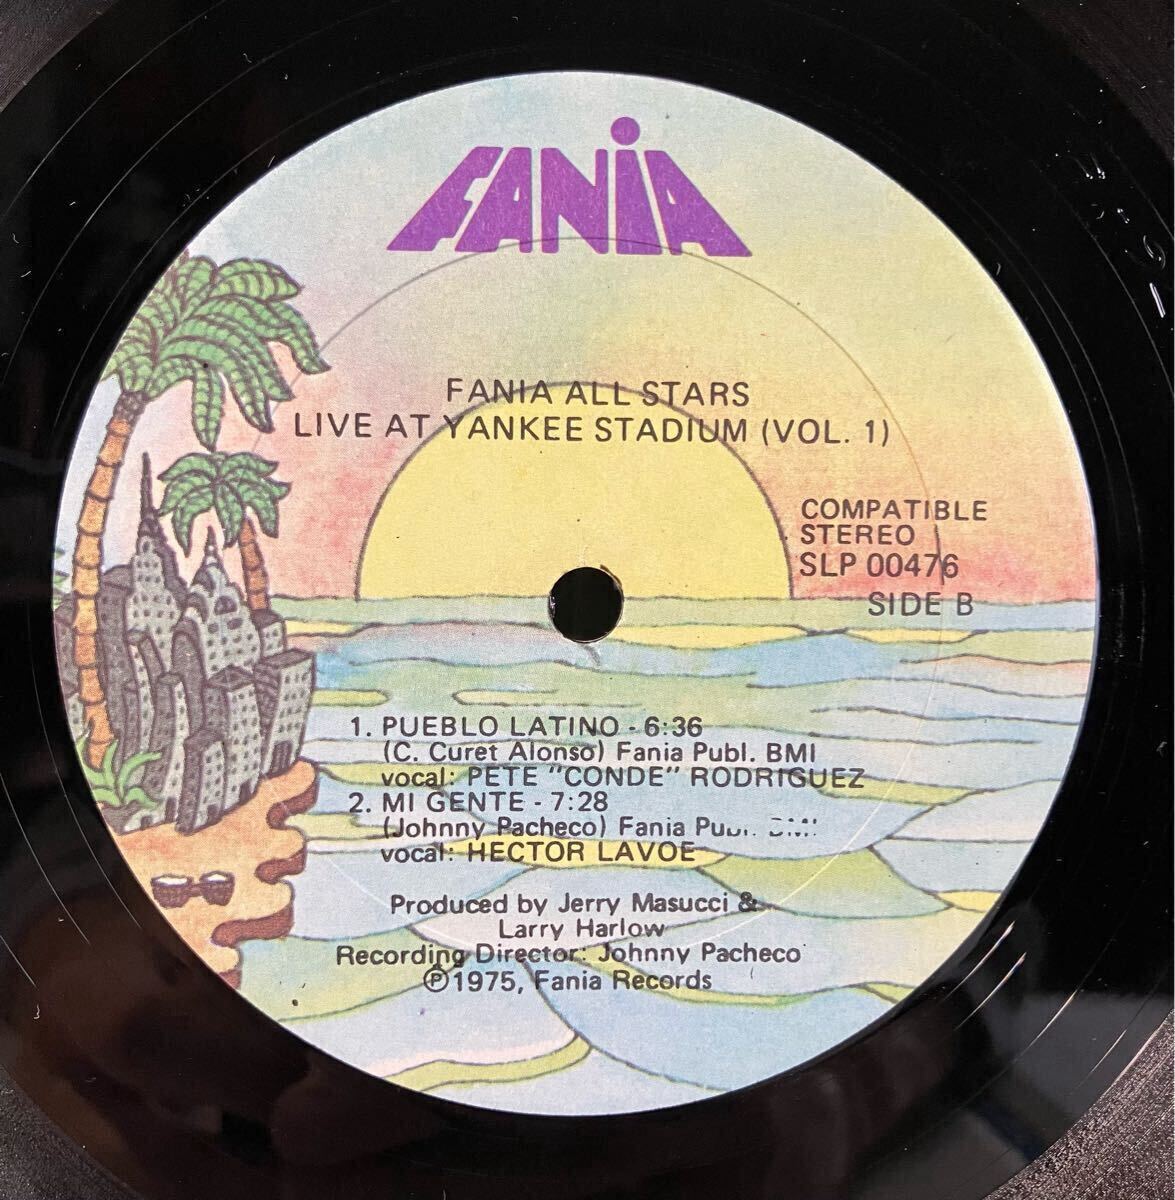 FANiA
FANIA ALL STARS
LIVE AT YANKEE STADIUM (VOL. 1)
COMPATIBLE
STEREO
SLP 00476
SIDE B
1. PUEBLO LATINO - 6:36
(C. Curet Alonso) Fania Publ. BMI
vocal: PETE "CONDE" RODRIGUEZ
2. MI GENTE - 7:28
(Johnny Pacheco) Fania Publ. BMI
vocal: HECTOR LAVOE
Produced by Jerry Masucci &
Larry Harlow
Recording Director: Johnny Pacheco
℗1975, Fania Records